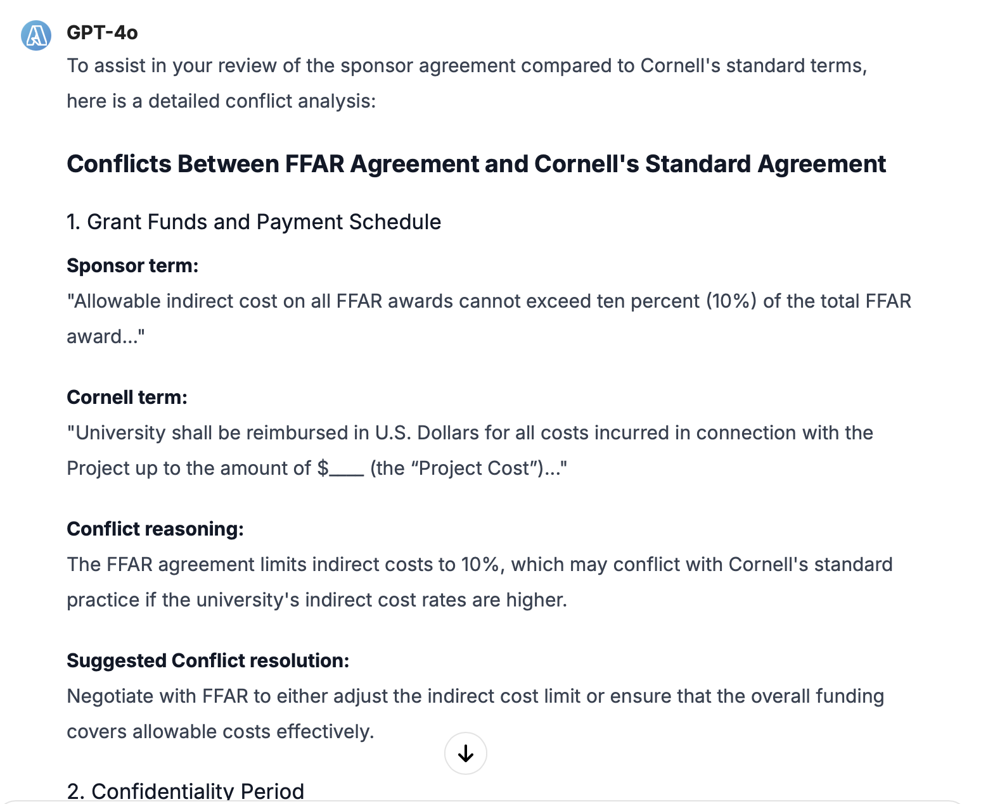 GPT-4o
To assist in your review of the sponsor agreement compared to Cornell's standard terms,
here is a detailed conflict analysis:
Conflicts Between FFAR Agreement and Cornell's Standard Agreement
1. Grant Funds and Payment Schedule
Sponsor term:
"Allowable indirect cost on all FFAR awards cannot exceed ten percent (10%) of the total FFAR
award..."
Cornell term:
"University shall be reimbursed in U.S. Dollars for all costs incurred in connection with the
Project up to the amount of $____ (the “Project Cost”)..."
Conflict reasoning:
The FFAR agreement limits indirect costs to 10%, which may conflict with Cornell's standard
practice if the university's indirect cost rates are higher.
Suggested Conflict resolution:
Negotiate with FFAR to either adjust the indirect cost limit or ensure that the overall funding
covers allowable costs effectively.
2. Confidentiality Period